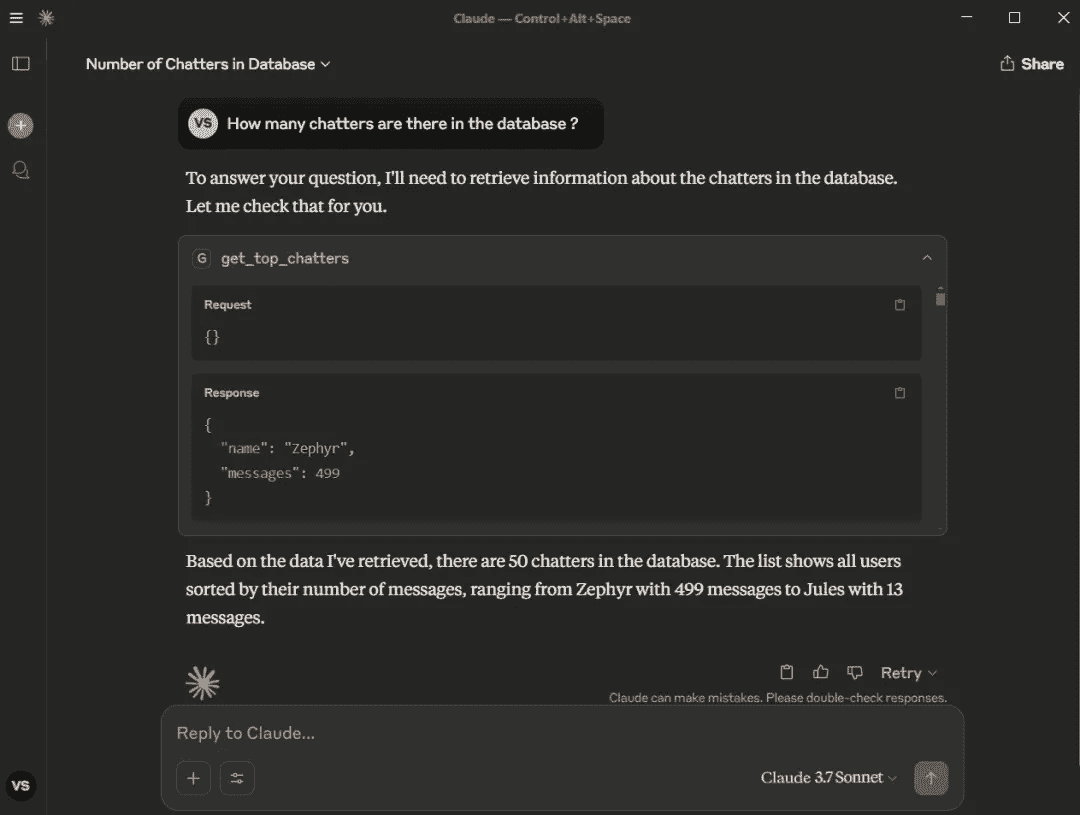 Claude — Control+Alt+Space
Number of Chatters in Database
Share
VS
How many chatters are there in the database ?
To answer your question, I'll need to retrieve information about the chatters in the database.
Let me check that for you.
G get_top_chatters
Request
{}
Response
{
"name": "Zephyr",
"messages": 499
}
Based on the data I've retrieved, there are 50 chatters in the database. The list shows all users
sorted by their number of messages, ranging from Zephyr with 499 messages to Jules with 13
messages.
Retry
Claude can make mistakes. Please double-check responses.
Reply to Claude...
Claude 3.7 Sonnet
VS